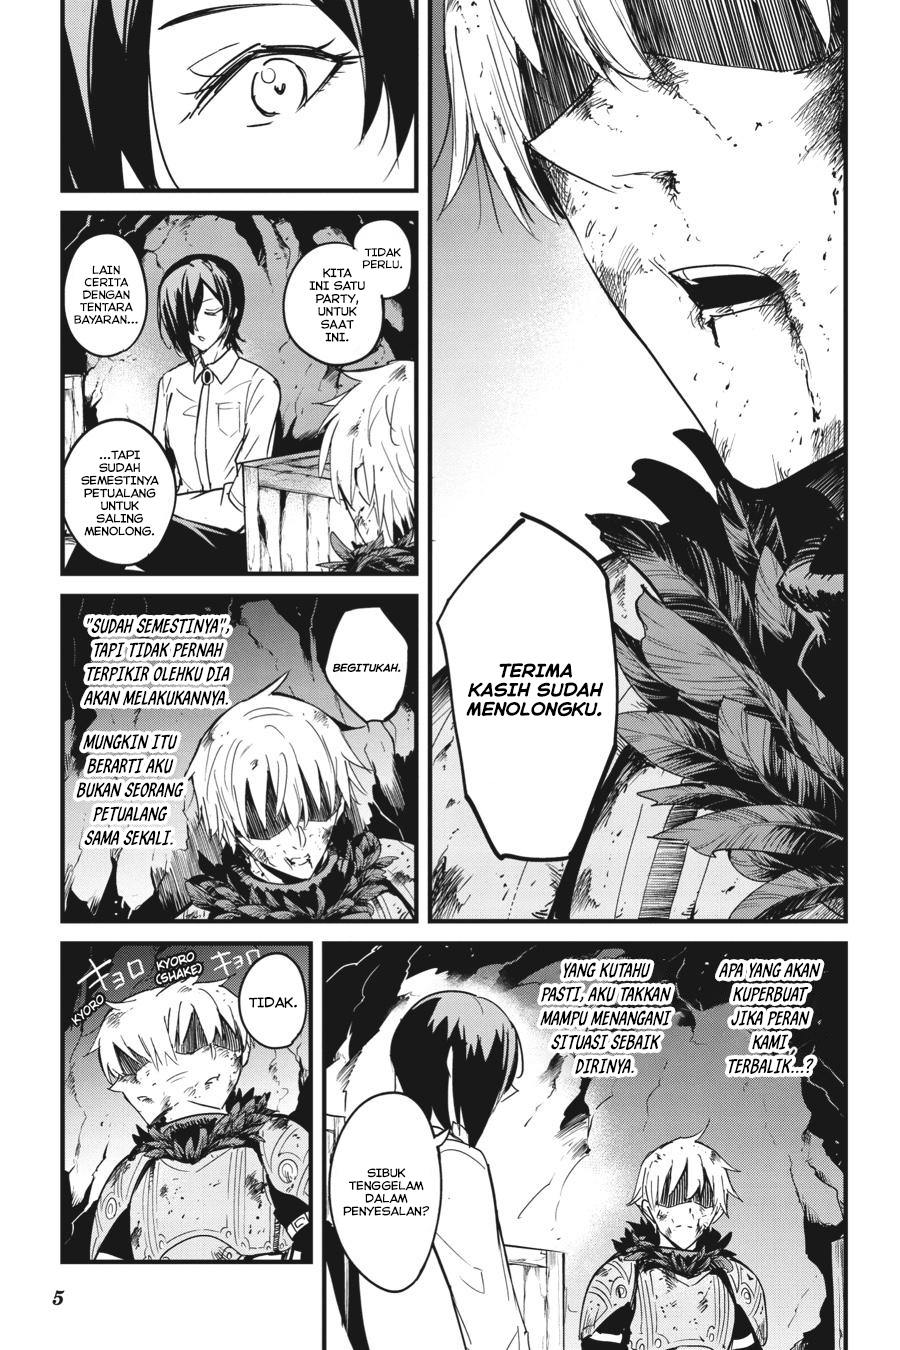 TERIMA
KASIH SUDAH
MENOLONGKU.
TIDAK
PERLU.
KITA
INI SATU
PARTY,
UNTUK
SAAT
INI.
LAIN
CERITA
DENGAN
TENTARA
BAYARAN...
...TAPI
SUDAH
SEMESTINYA
PETUALANG
UNTUK
SALING
MENOLONG.
BEGITUKAH.
"SUDAH SEMESTINYA",
TAPI TIDAK PERNAH
TERPIKIR OLEHKU DIA
AKAN MELAKUKANNYA.
MUNGKIN ITU
BERARTI AKU
BUKAN SEORANG
PETUALANG
SAMA SEKALI.
APA YANG AKAN
KUPERBUAT
JIKA PERAN
KAMI
TERBALIK...?
YANG KUTAHU
PASTI, AKU TAKKAN
MAMPU MENANGANI
SITUASI SEBAIK
DIRINYA.
SIBUK
TENGGELAM
DALAM
PENYESALAN?
TIDAK.
キョロ
KYORO
(SHAKE)
キョロ
KYORO
5